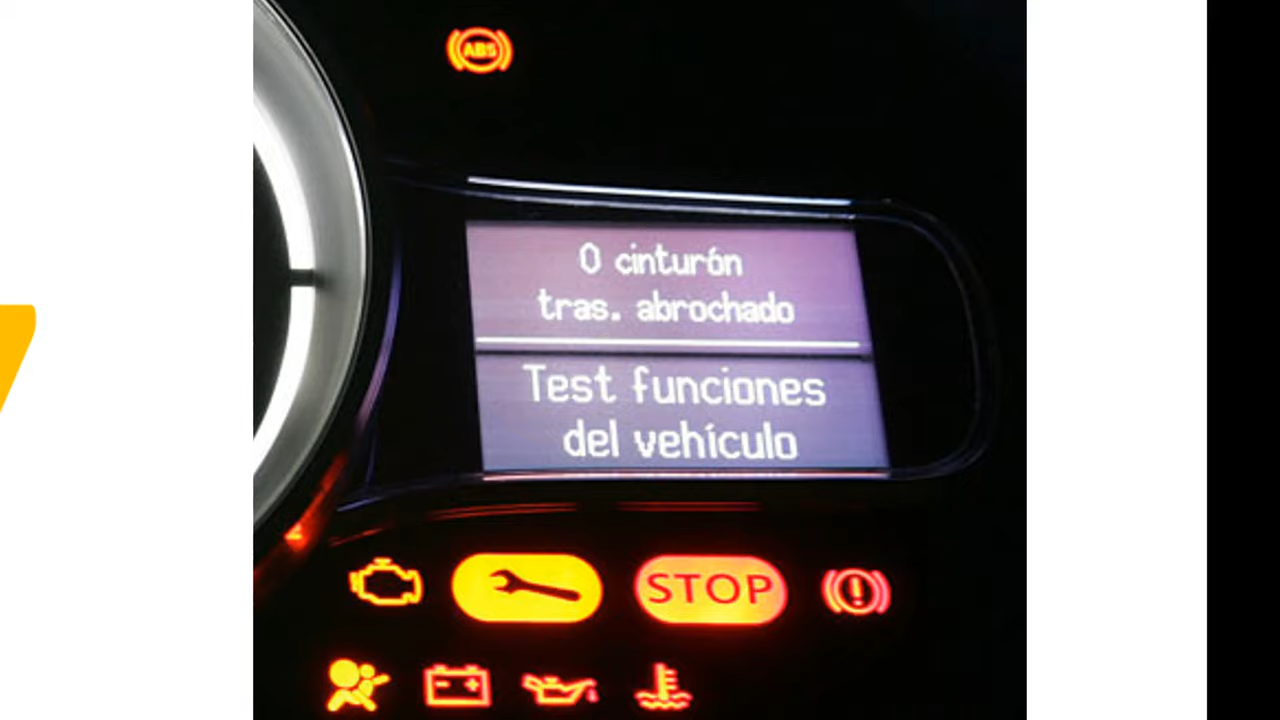 ABS
0 cinturón
tras. abrochado
Test funciones
del vehículo
STOP